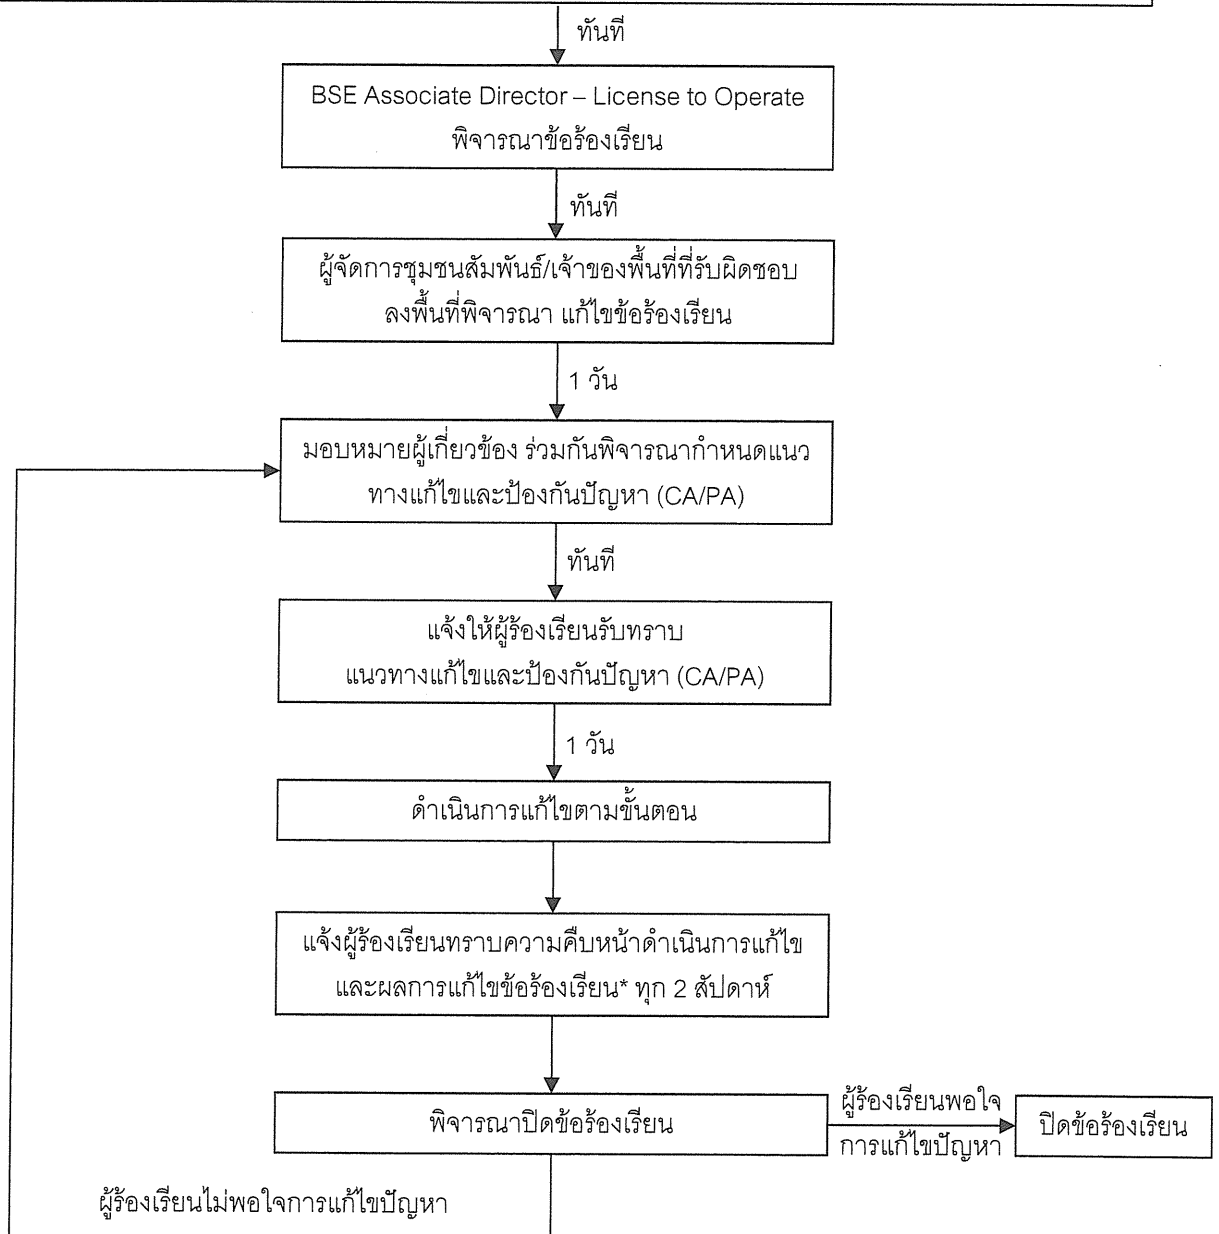 ทันที
BSE Associate Director – License to Operate
พิจารณาข้อร้องเรียน
ทันที
ผู้จัดการชุมชนสัมพันธ์/เจ้าของพื้นที่ที่รับผิดชอบ
ลงพื้นที่พิจารณา แก้ไขข้อร้องเรียน
1 วัน
มอบหมายผู้เกี่ยวข้อง ร่วมกันพิจารณากำหนดแนว
ทางแก้ไขและป้องกันปัญหา (CA/PA)
ทันที
แจ้งให้ผู้ร้องเรียนรับทราบ
แนวทางแก้ไขและป้องกันปัญหา (CA/PA)
1 วัน
ดำเนินการแก้ไขตามขั้นตอน
แจ้งผู้ร้องเรียนทราบความคืบหน้าดำเนินการแก้ไข
และผลการแก้ไขข้อร้องเรียน* ทุก 2 สัปดาห์
พิจารณาปิดข้อร้องเรียน
ผู้ร้องเรียนพอใจ
การแก้ไขปัญหา
ปิดข้อร้องเรียน
ผู้ร้องเรียนไม่พอใจการแก้ไขปัญหา